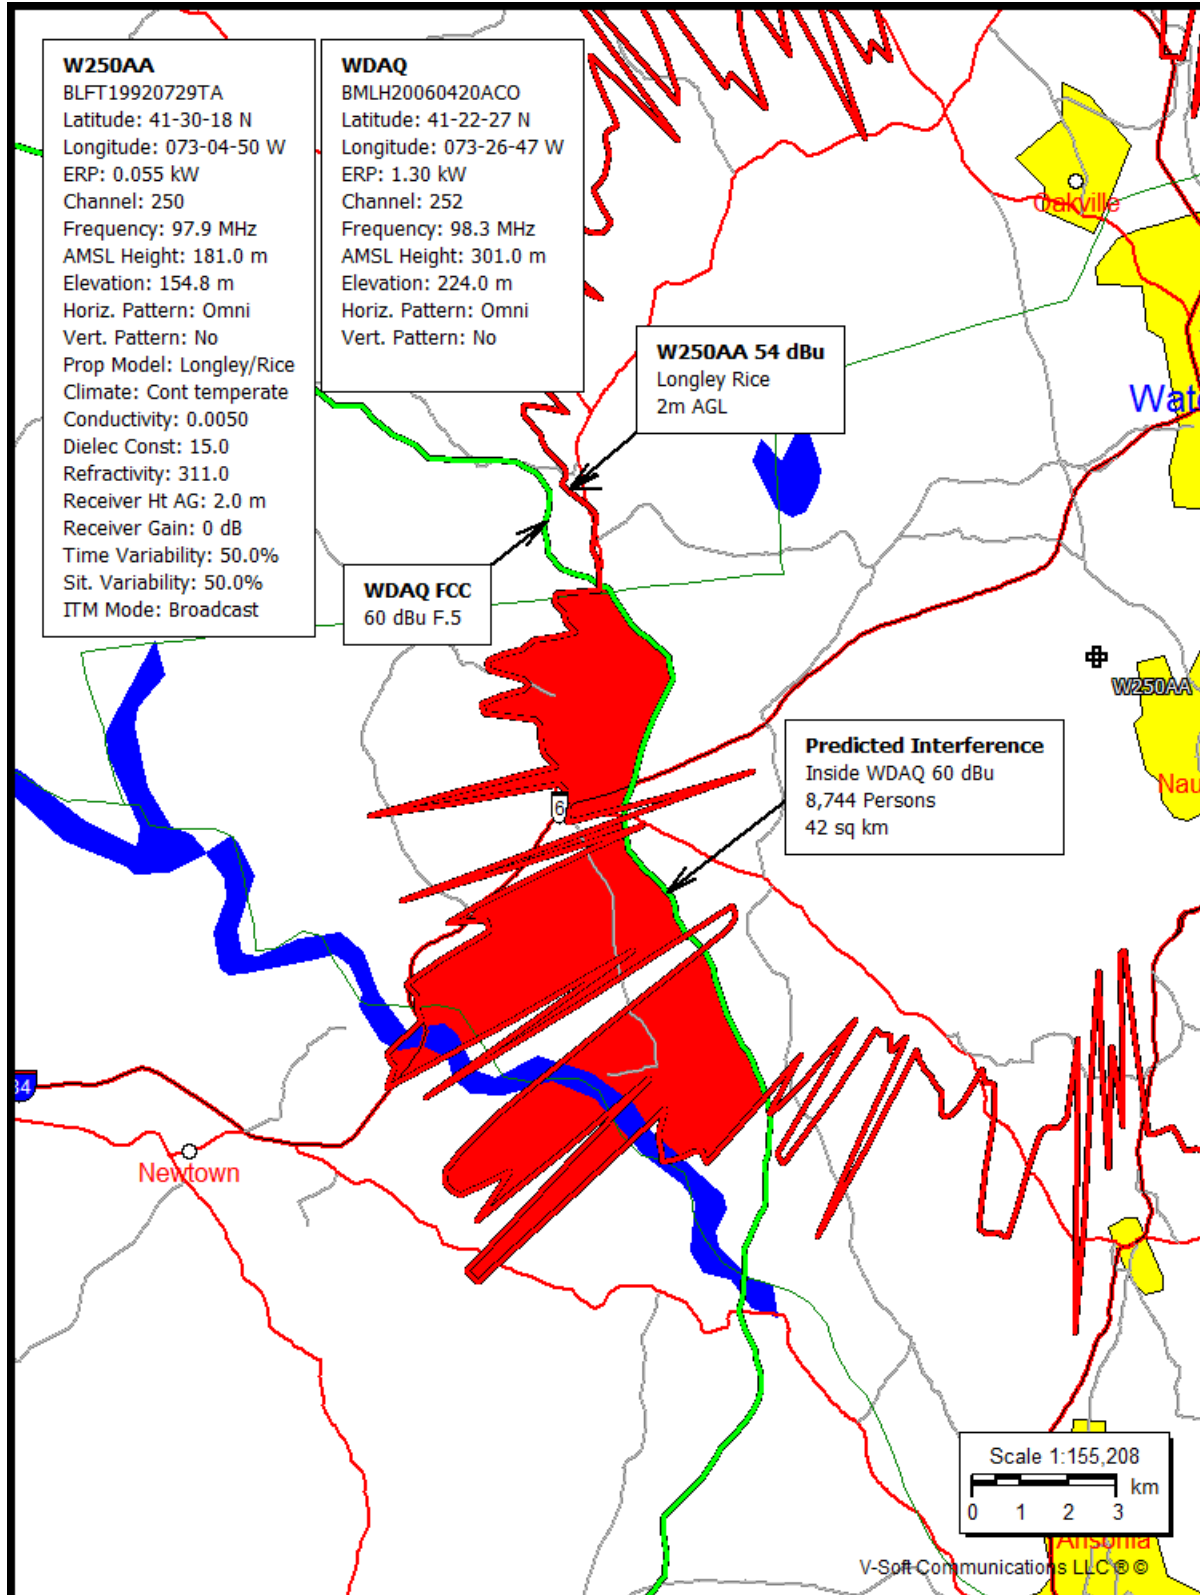 W250AA
BLFT19920729TA
Latitude: 41-30-18 N
Longitude: 073-04-50 W
ERP: 0.055 kW
Channel: 250
Frequency: 97.9 MHz
AMSL Height: 181.0 m
Elevation: 154.8 m
Horiz. Pattern: Omni
Vert. Pattern: No
Prop Model: Longley/Rice
Climate: Cont temperate
Conductivity: 0.0050
Dielec Const: 15.0
Refractivity: 311.0
Receiver Ht AG: 2.0 m
Receiver Gain: 0 dB
Time Variability: 50.0%
Sit. Variability: 50.0%
ITM Mode: Broadcast
WDAQ
BMLH20060420ACO
Latitude: 41-22-27 N
Longitude: 073-26-47 W
ERP: 1.30 kW
Channel: 252
Frequency: 98.3 MHz
AMSL Height: 301.0 m
Elevation: 224.0 m
Horiz. Pattern: Omni
Vert. Pattern: No
Oakville
W250AA 54 dBu
Longley Rice
2m AGL
Wate
WDAQ FCC
60 dBu F.5
W250AA
Predicted Interference
Inside WDAQ 60 dBu
8,744 Persons
42 sq km
Nau
6
84
Newtown
Scale 1:155,208
km
0 1 2 3
Ansonia
V-Soft Communications LLC ® ©